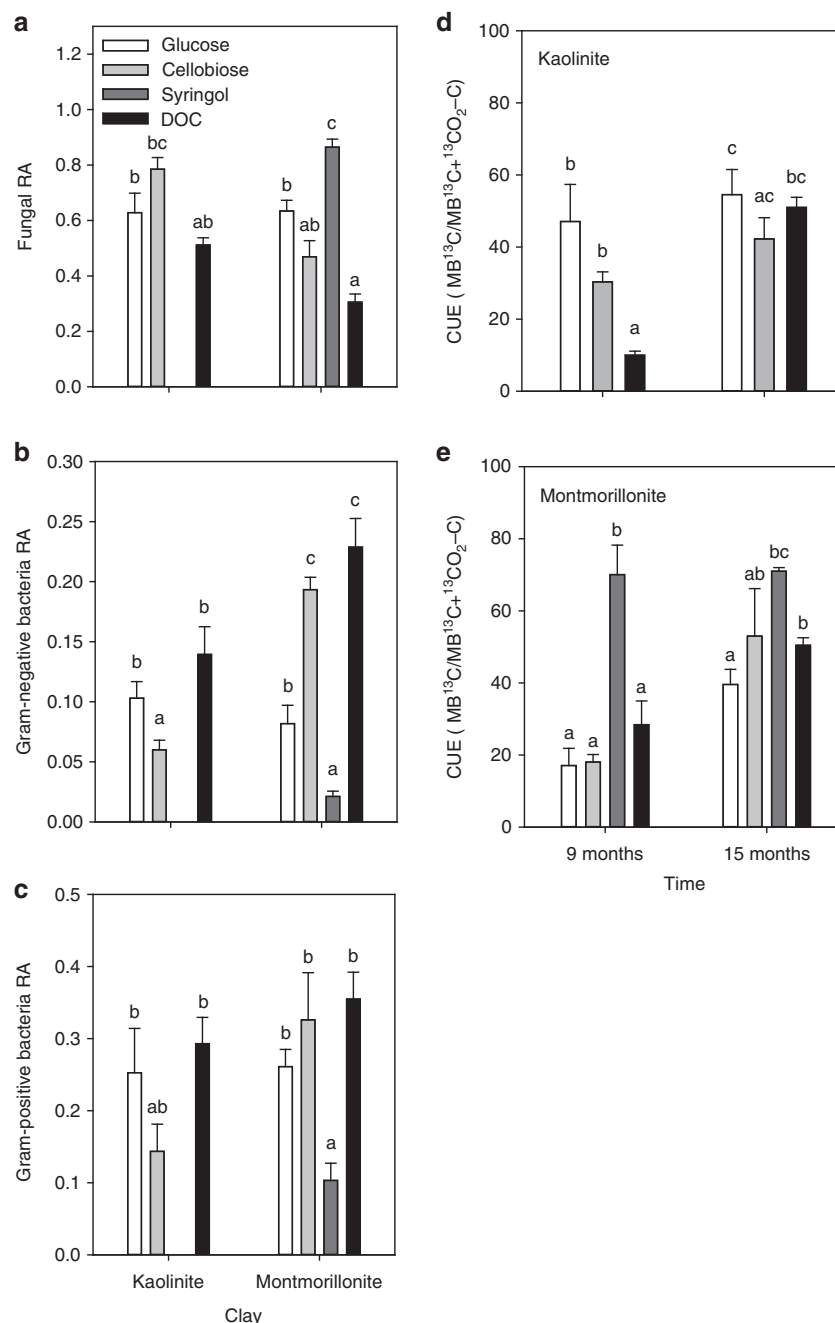 a
Glucose
Cellobiose
Syringol
DOC
1.2
1.0
0.8
0.6
0.4
0.2
0.0
Fungal RA
b
bc
ab
b
ab
c
a
b
0.30
0.25
0.20
0.15
0.10
0.05
0.00
Gram-negative bacteria RA
b
a
b
b
c
a
c
c
0.5
0.4
0.3
0.2
0.1
0.0
Gram-positive bacteria RA
b
ab
b
b
b
a
b
Kaolinite
Montmorillonite
Clay
d
100
80
60
40
20
0
CUE ( MB¹³C/MB¹³C+¹³CO₂–C)
Kaolinite
b
b
a
c
ac
bc
e
100
80
60
40
20
0
CUE ( MB¹³C/MB¹³C+¹³CO₂–C)
Montmorillonite
a
a
b
a
a
ab
bc
b
9 months
15 months
Time